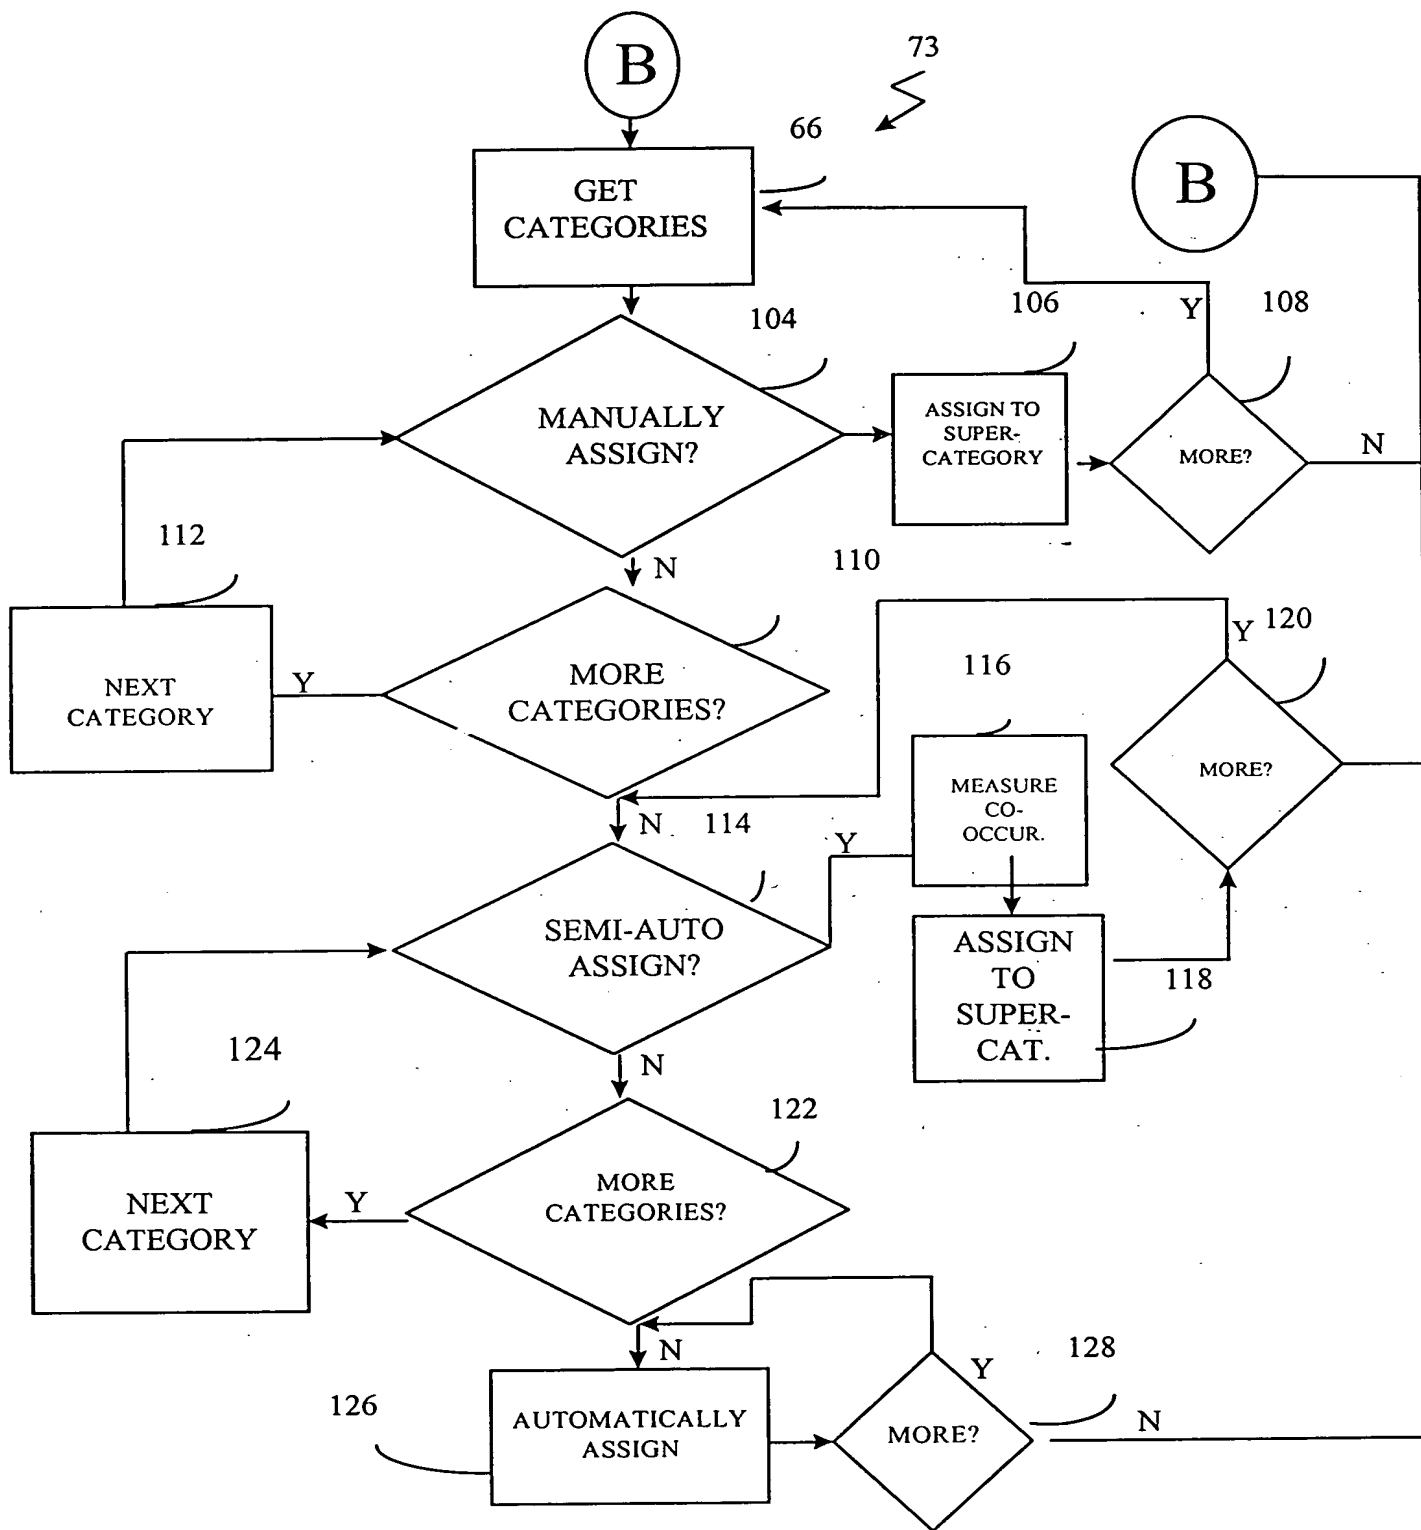 B
73
66
GET
CATEGORIES
B
104
106
Y
108
MANUALLY
ASSIGN?
ASSIGN TO
SUPER-
CATEGORY
MORE?
N
112
N
110
NEXT
CATEGORY
Y
MORE
CATEGORIES?
116
Y
120
MEASURE
CO-
OCCUR.
MORE?
N
114
Y
SEMI-AUTO
ASSIGN?
ASSIGN
TO
SUPER-
CAT.
118
124
N
122
NEXT
CATEGORY
Y
MORE
CATEGORIES?
N
Y
128
126
AUTOMATICALLY
ASSIGN
MORE?
N